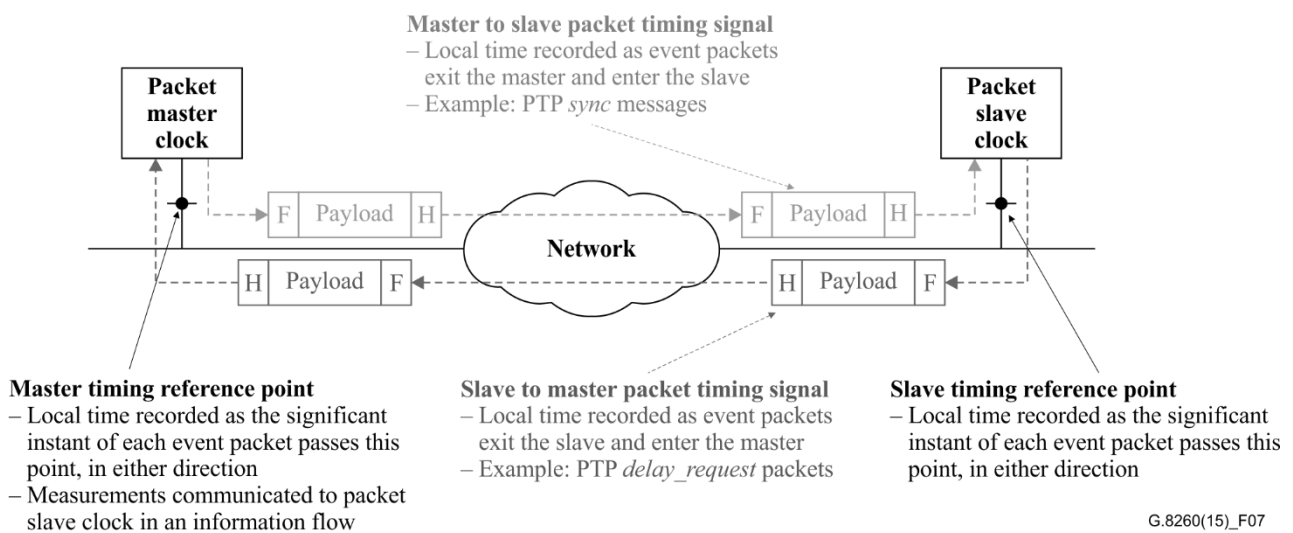 Master to slave packet timing signal
– Local time recorded as event packets
exit the master and enter the slave
– Example: PTP sync messages
Packet
master
clock
Packet
slave
clock
F Payload H
F Payload H
Network
H Payload F
H Payload F
Master timing reference point
– Local time recorded as the significant
instant of each event packet passes this
point, in either direction
– Measurements communicated to packet
slave clock in an information flow
Slave to master packet timing signal
– Local time recorded as event packets
exit the slave and enter the master
– Example: PTP delay_request packets
Slave timing reference point
– Local time recorded as the significant
instant of each event packet passes this
point, in either direction
G.8260(15)_F07